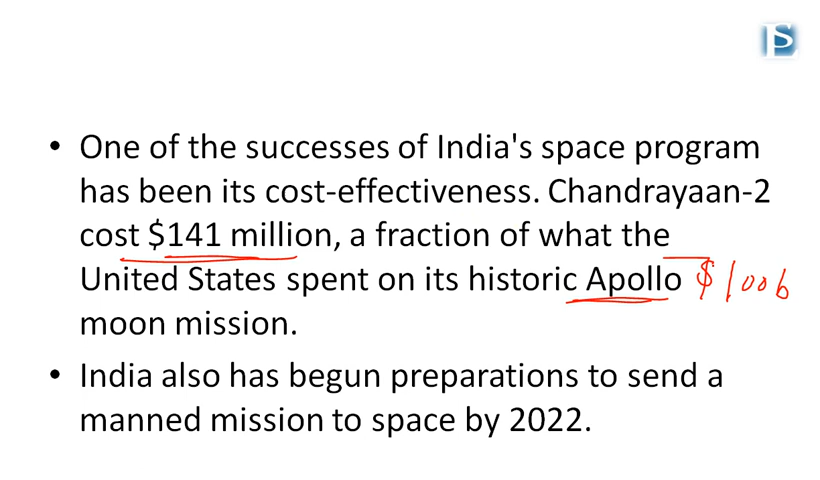 IS
• One of the successes of India's space program
has been its cost-effectiveness. Chandrayaan-2
cost $141 million, a fraction of what the
United States spent on its historic Apollo $100b
moon mission.
• India also has begun preparations to send a
manned mission to space by 2022.